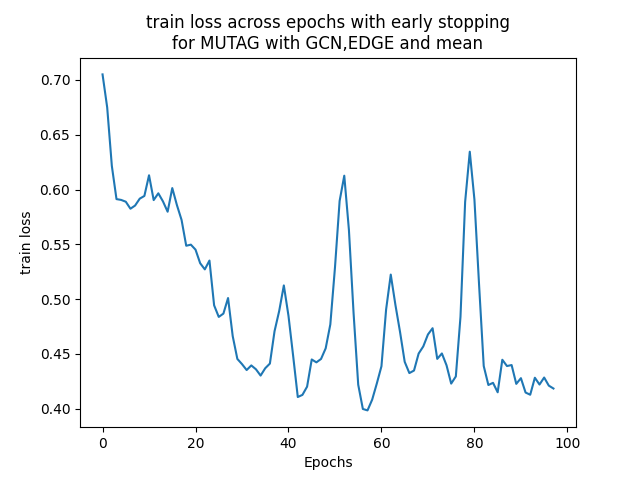 train loss across epochs with early stopping
for MUTAG with GCN,EDGE and mean
0.70
0.65
0.60
0.55
0.50
0.45
0.40
train loss
0 20 40 60 80 100
Epochs